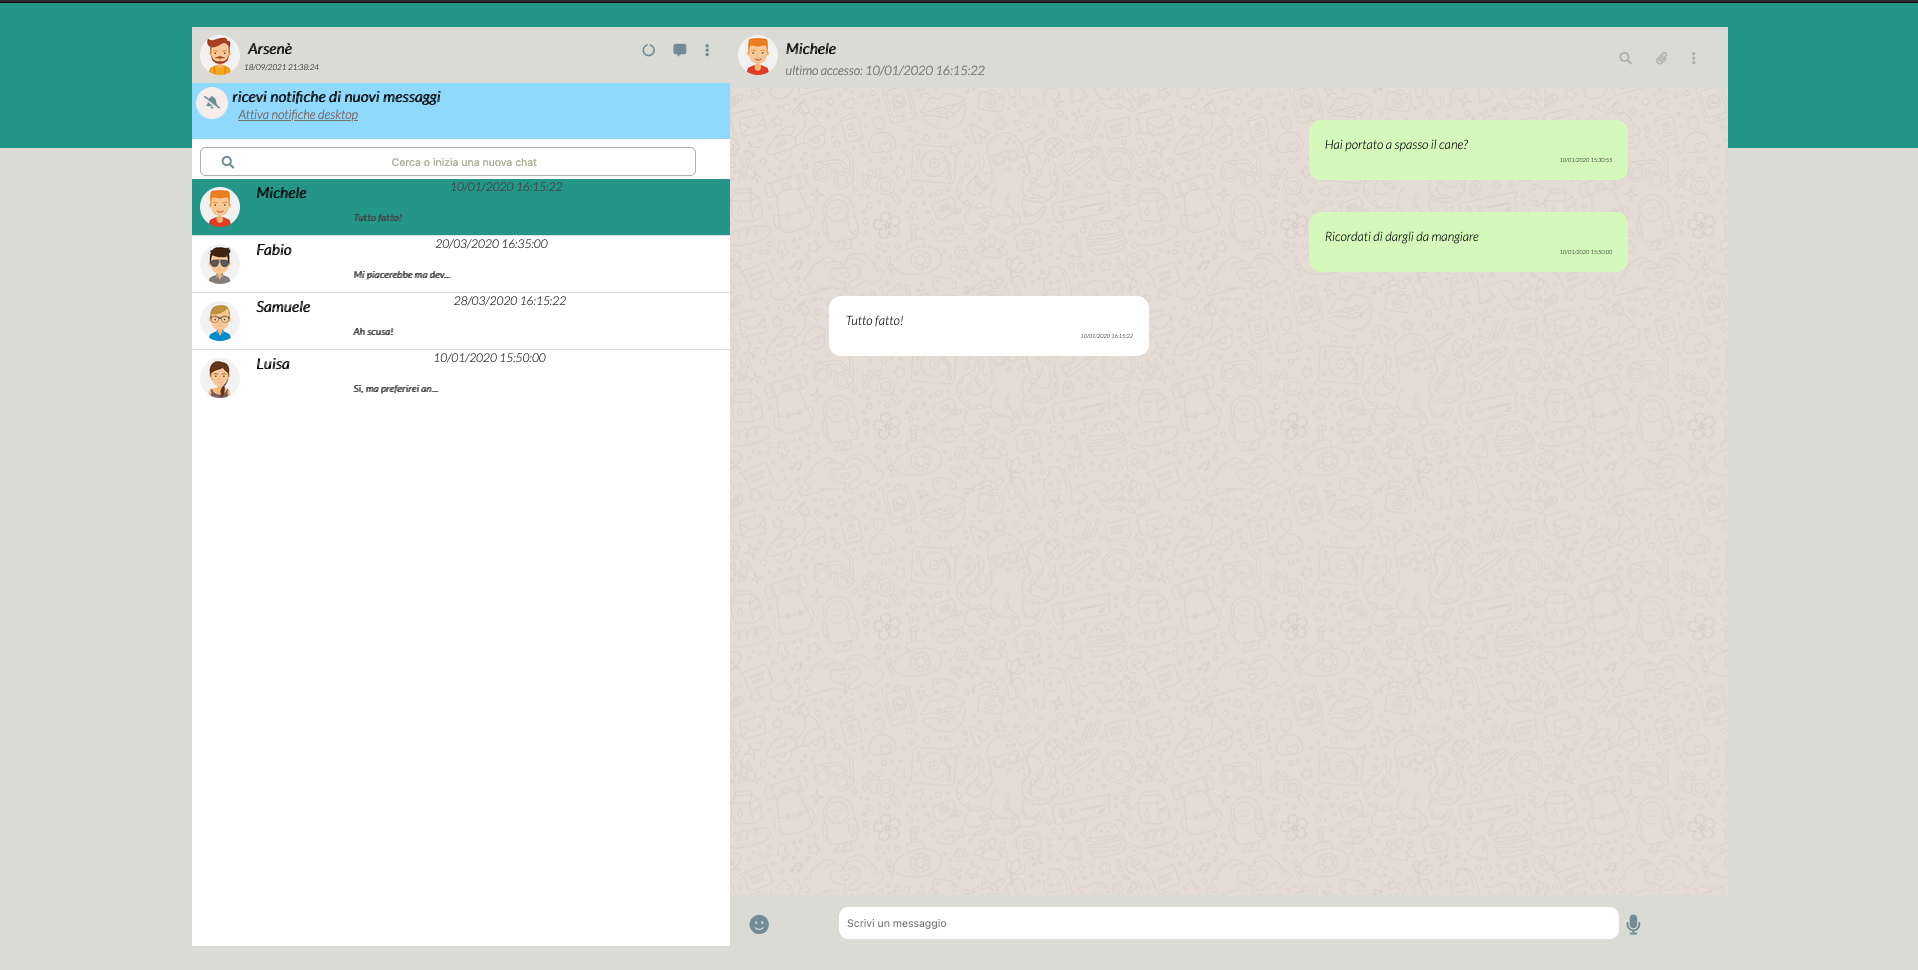 Arsenè
18/09/2021 21:38:24
ricevi notifiche di nuovi messaggi
Attiva notifiche desktop
Cerca o inizia una nuova chat
Michele
10/01/2020 16:15:22
Tutto fatto!
Fabio
20/03/2020 16:35:00
Mi piacerebbe ma dev...
Samuele
28/03/2020 16:15:22
Ah scusa!
Luisa
10/01/2020 15:50:00
Si, ma preferirei an...
Michele
ultimo accesso: 10/01/2020 16:15:22
Hai portato a spasso il cane?
10/01/2020 15:30:55
Ricordati di dargli da mangiare
10/01/2020 15:50:00
Tutto fatto!
10/01/2020 16:15:22
Scrivi un messaggio